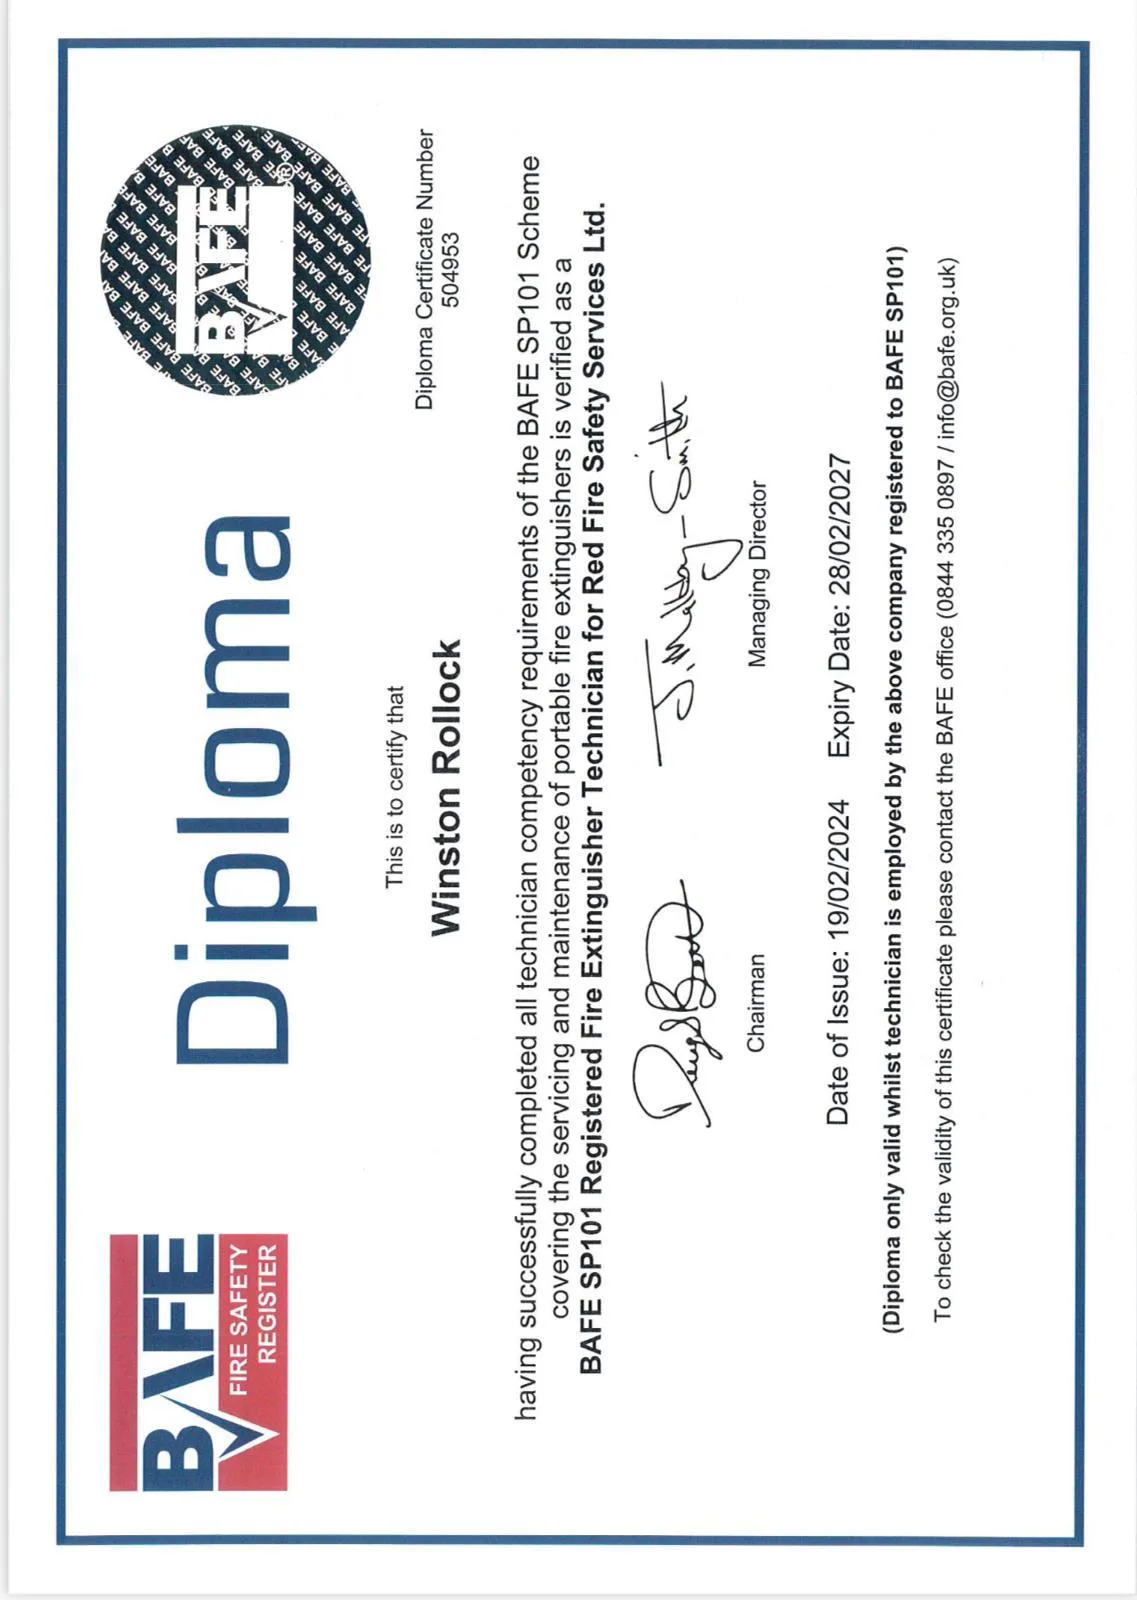 BAFE
FIRE SAFETY
REGISTER
Diploma
BAFE
®
This is to certify that
Diploma Certificate Number
504953
Winston Rollock
having successfully completed all technician competency requirements of the BAFE SP101 Scheme
covering the servicing and maintenance of portable fire extinguishers is verified as a
BAFE SP101 Registered Fire Extinguisher Technician for Red Fire Safety Services Ltd.
Chairman
Managing Director
Date of Issue: 19/02/2024 Expiry Date: 28/02/2027
(Diploma only valid whilst technician is employed by the above company registered to BAFE SP101)
To check the validity of this certificate please contact the BAFE office (0844 335 0897 / info@bafe.org.uk)